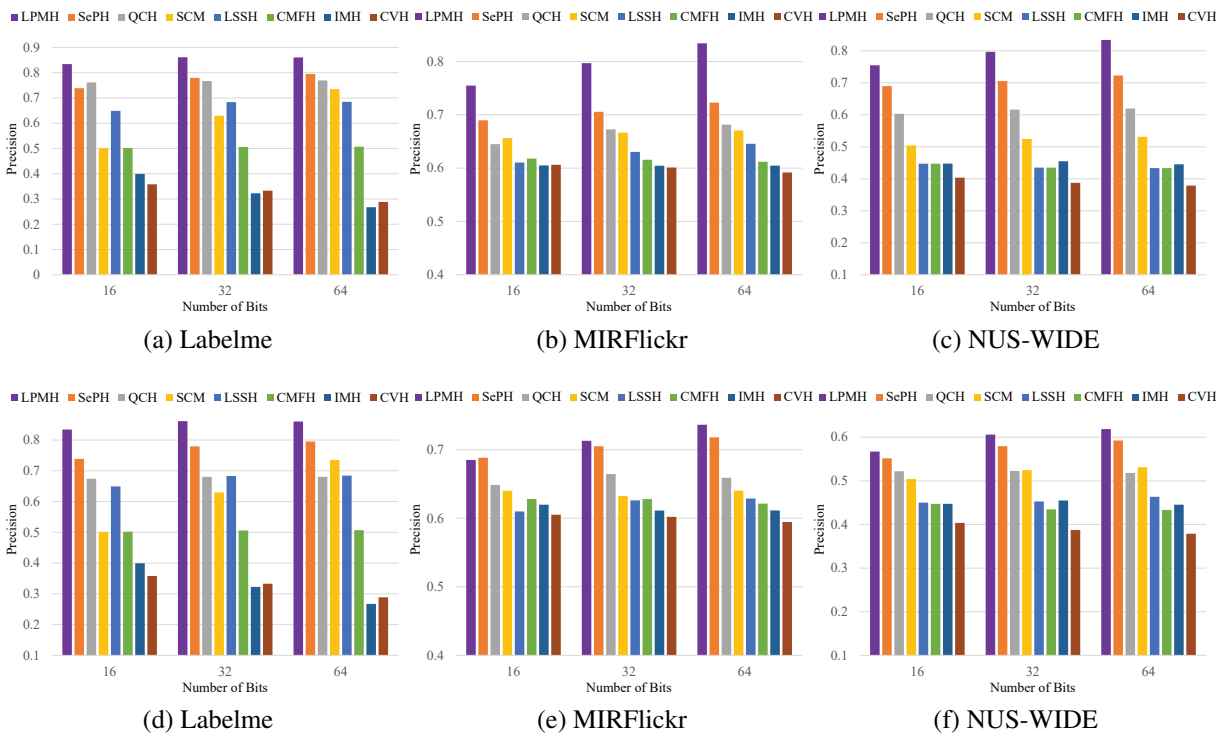 LPMH SePH QCH SCM LSSH CMFH IMH CVH
0.9
0.8
0.7
0.6
0.5
0.4
0.3
0.2
0.1
0
Precision
16 32 64
Number of Bits
(a) Labelme
LPMH SePH QCH SCM LSSH CMFH IMH CVH
0.8
0.7
0.6
0.5
0.4
Precision
16 32 64
Number of Bits
(b) MIRFlickr
LPMH SePH QCH SCM LSSH CMFH IMH CVH
0.8
0.7
0.6
0.5
0.4
0.3
0.2
0.1
Precision
16 32 64
Number of Bits
(c) NUS-WIDE
LPMH SePH QCH SCM LSSH CMFH IMH CVH
0.8
0.7
0.6
0.5
0.4
0.3
0.2
0.1
Precision
16 32 64
Number of Bits
(d) Labelme
LPMH SePH QCH SCM LSSH CMFH IMH CVH
0.7
0.6
0.5
0.4
Precision
16 32 64
Number of Bits
(e) MIRFlickr
LPMH SePH QCH SCM LSSH CMFH IMH CVH
0.6
0.5
0.4
0.3
0.2
0.1
Precision
16 32 64
Number of Bits
(f) NUS-WIDE